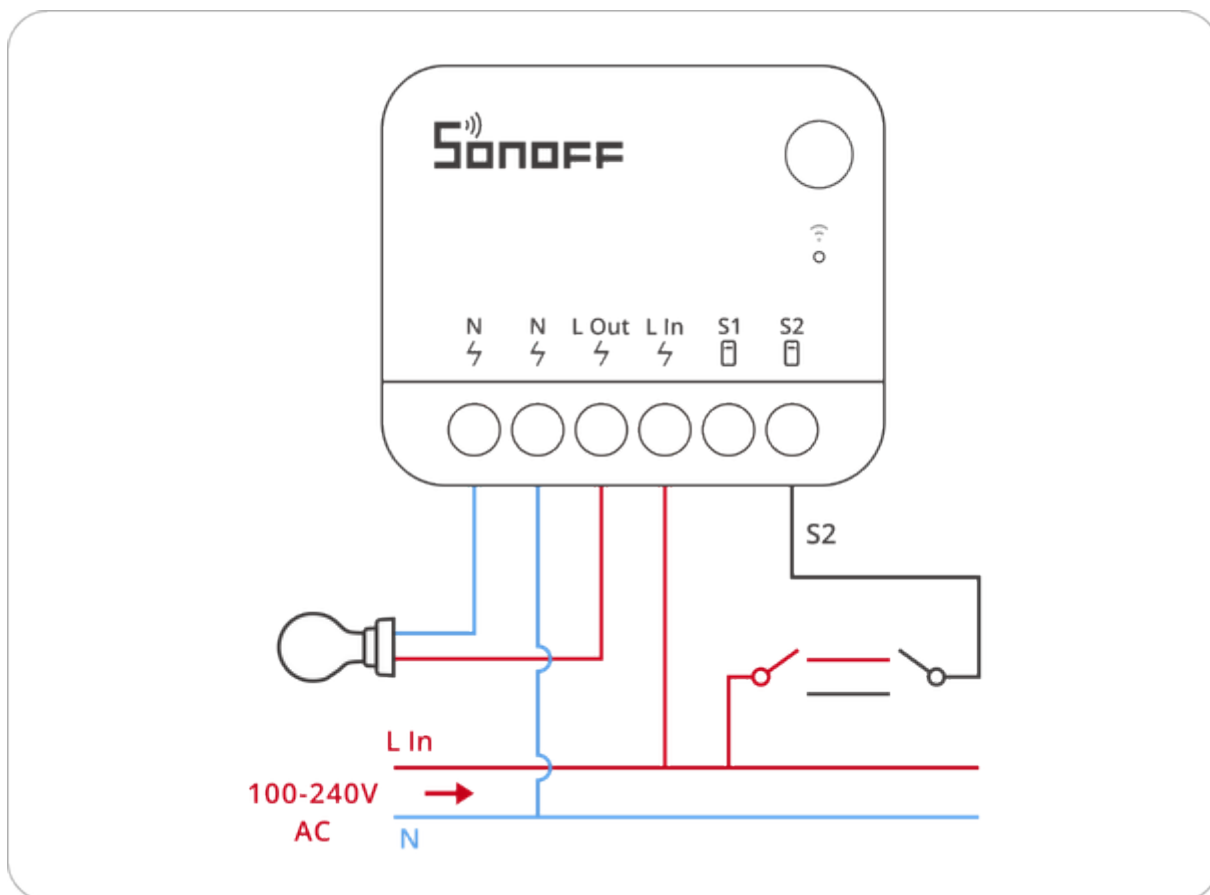 SONOFF
N N L Out L In S1 S2
S2
L In
100-240V
AC
N